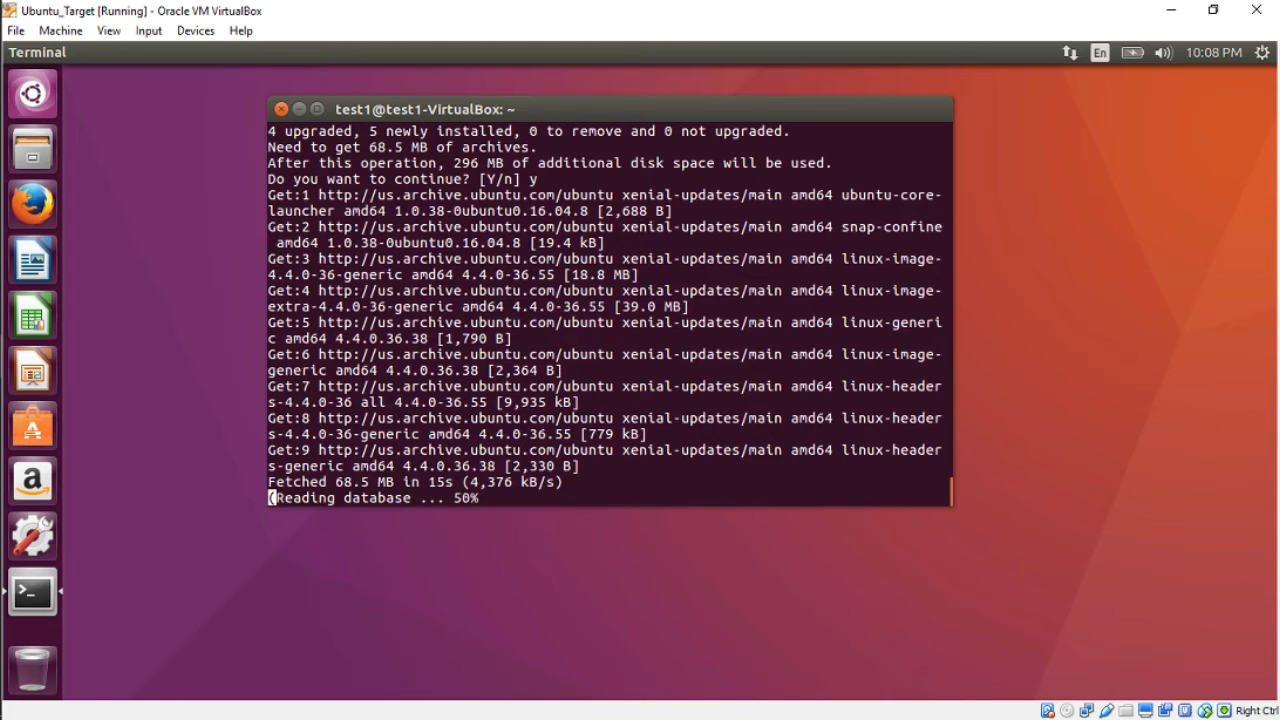 Ubuntu_Target [Running] - Oracle VM VirtualBox
File Machine View Input Devices Help
Terminal
En
10:08 PM
test1@test1-VirtualBox: ~
4 upgraded, 5 newly installed, 0 to remove and 0 not upgraded.
Need to get 68.5 MB of archives.
After this operation, 296 MB of additional disk space will be used.
Do you want to continue? [Y/n] y
Get:1 http://us.archive.ubuntu.com/ubuntu xenial-updates/main amd64 ubuntu-core-
launcher amd64 1.0.38-0ubuntu0.16.04.8 [2,688 B]
Get:2 http://us.archive.ubuntu.com/ubuntu xenial-updates/main amd64 snap-confine
 amd64 1.0.38-0ubuntu0.16.04.8 [19.4 kB]
Get:3 http://us.archive.ubuntu.com/ubuntu xenial-updates/main amd64 linux-image-
4.4.0-36-generic amd64 4.4.0-36.55 [18.8 MB]
Get:4 http://us.archive.ubuntu.com/ubuntu xenial-updates/main amd64 linux-image-
extra-4.4.0-36-generic amd64 4.4.0-36.55 [39.0 MB]
Get:5 http://us.archive.ubuntu.com/ubuntu xenial-updates/main amd64 linux-generi
c amd64 4.4.0.36.38 [1,790 B]
Get:6 http://us.archive.ubuntu.com/ubuntu xenial-updates/main amd64 linux-image-
generic amd64 4.4.0.36.38 [2,364 B]
Get:7 http://us.archive.ubuntu.com/ubuntu xenial-updates/main amd64 linux-header
s-4.4.0-36 all 4.4.0-36.55 [9,935 kB]
Get:8 http://us.archive.ubuntu.com/ubuntu xenial-updates/main amd64 linux-header
s-4.4.0-36-generic amd64 4.4.0-36.55 [779 kB]
Get:9 http://us.archive.ubuntu.com/ubuntu xenial-updates/main amd64 linux-header
s-generic amd64 4.4.0.36.38 [2,330 B]
Fetched 68.5 MB in 15s (4,376 kB/s)
(Reading database ... 50%
Right Ctrl